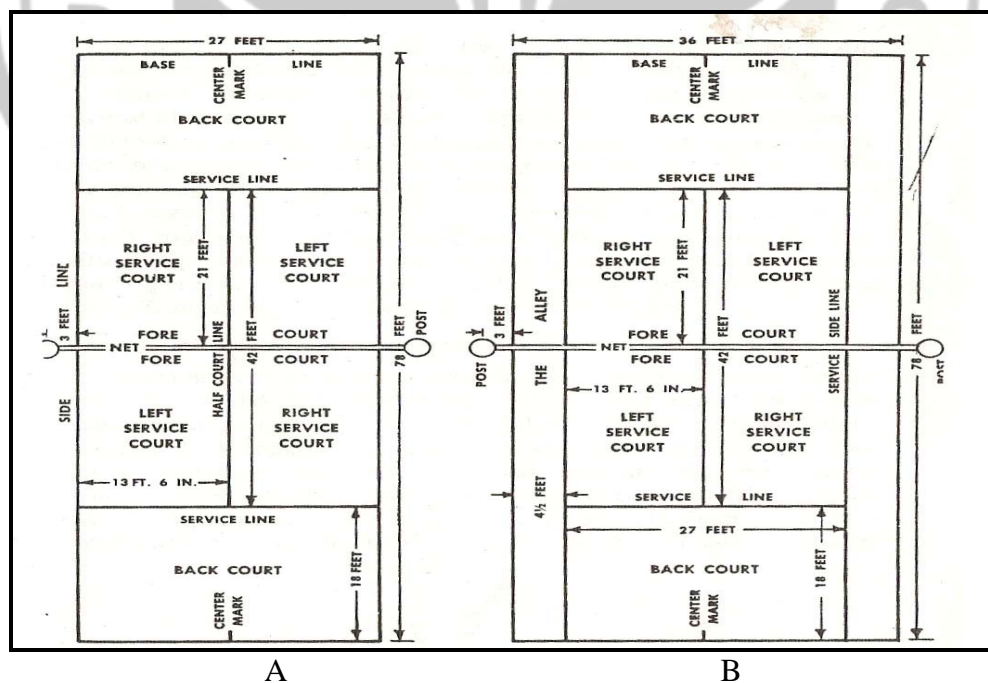 27 FEET
BASE LINE
CENTER MARK
BACK COURT
SERVICE LINE
RIGHT SERVICE COURT
21 FEET
LEFT SERVICE COURT
SIDE LINE
3 FEET
FORE COURT
NET
FORE COURT
HALF COURT LINE
42 FEET
78 FEET
POST
LEFT SERVICE COURT
RIGHT SERVICE COURT
13 FT. 6 IN.
SERVICE LINE
18 FEET
BACK COURT
CENTER MARK
A
36 FEET
BASE LINE
CENTER MARK
BACK COURT
SERVICE LINE
RIGHT SERVICE COURT
21 FEET
LEFT SERVICE COURT
POST
3 FEET
THE ALLEY
FORE COURT
NET
FORE COURT
42 FEET
SERVICE SIDE LINE
78 FEET
POST
13 FT. 6 IN.
LEFT SERVICE COURT
RIGHT SERVICE COURT
4½ FEET
SERVICE LINE
27 FEET
18 FEET
BACK COURT
CENTER MARK
B